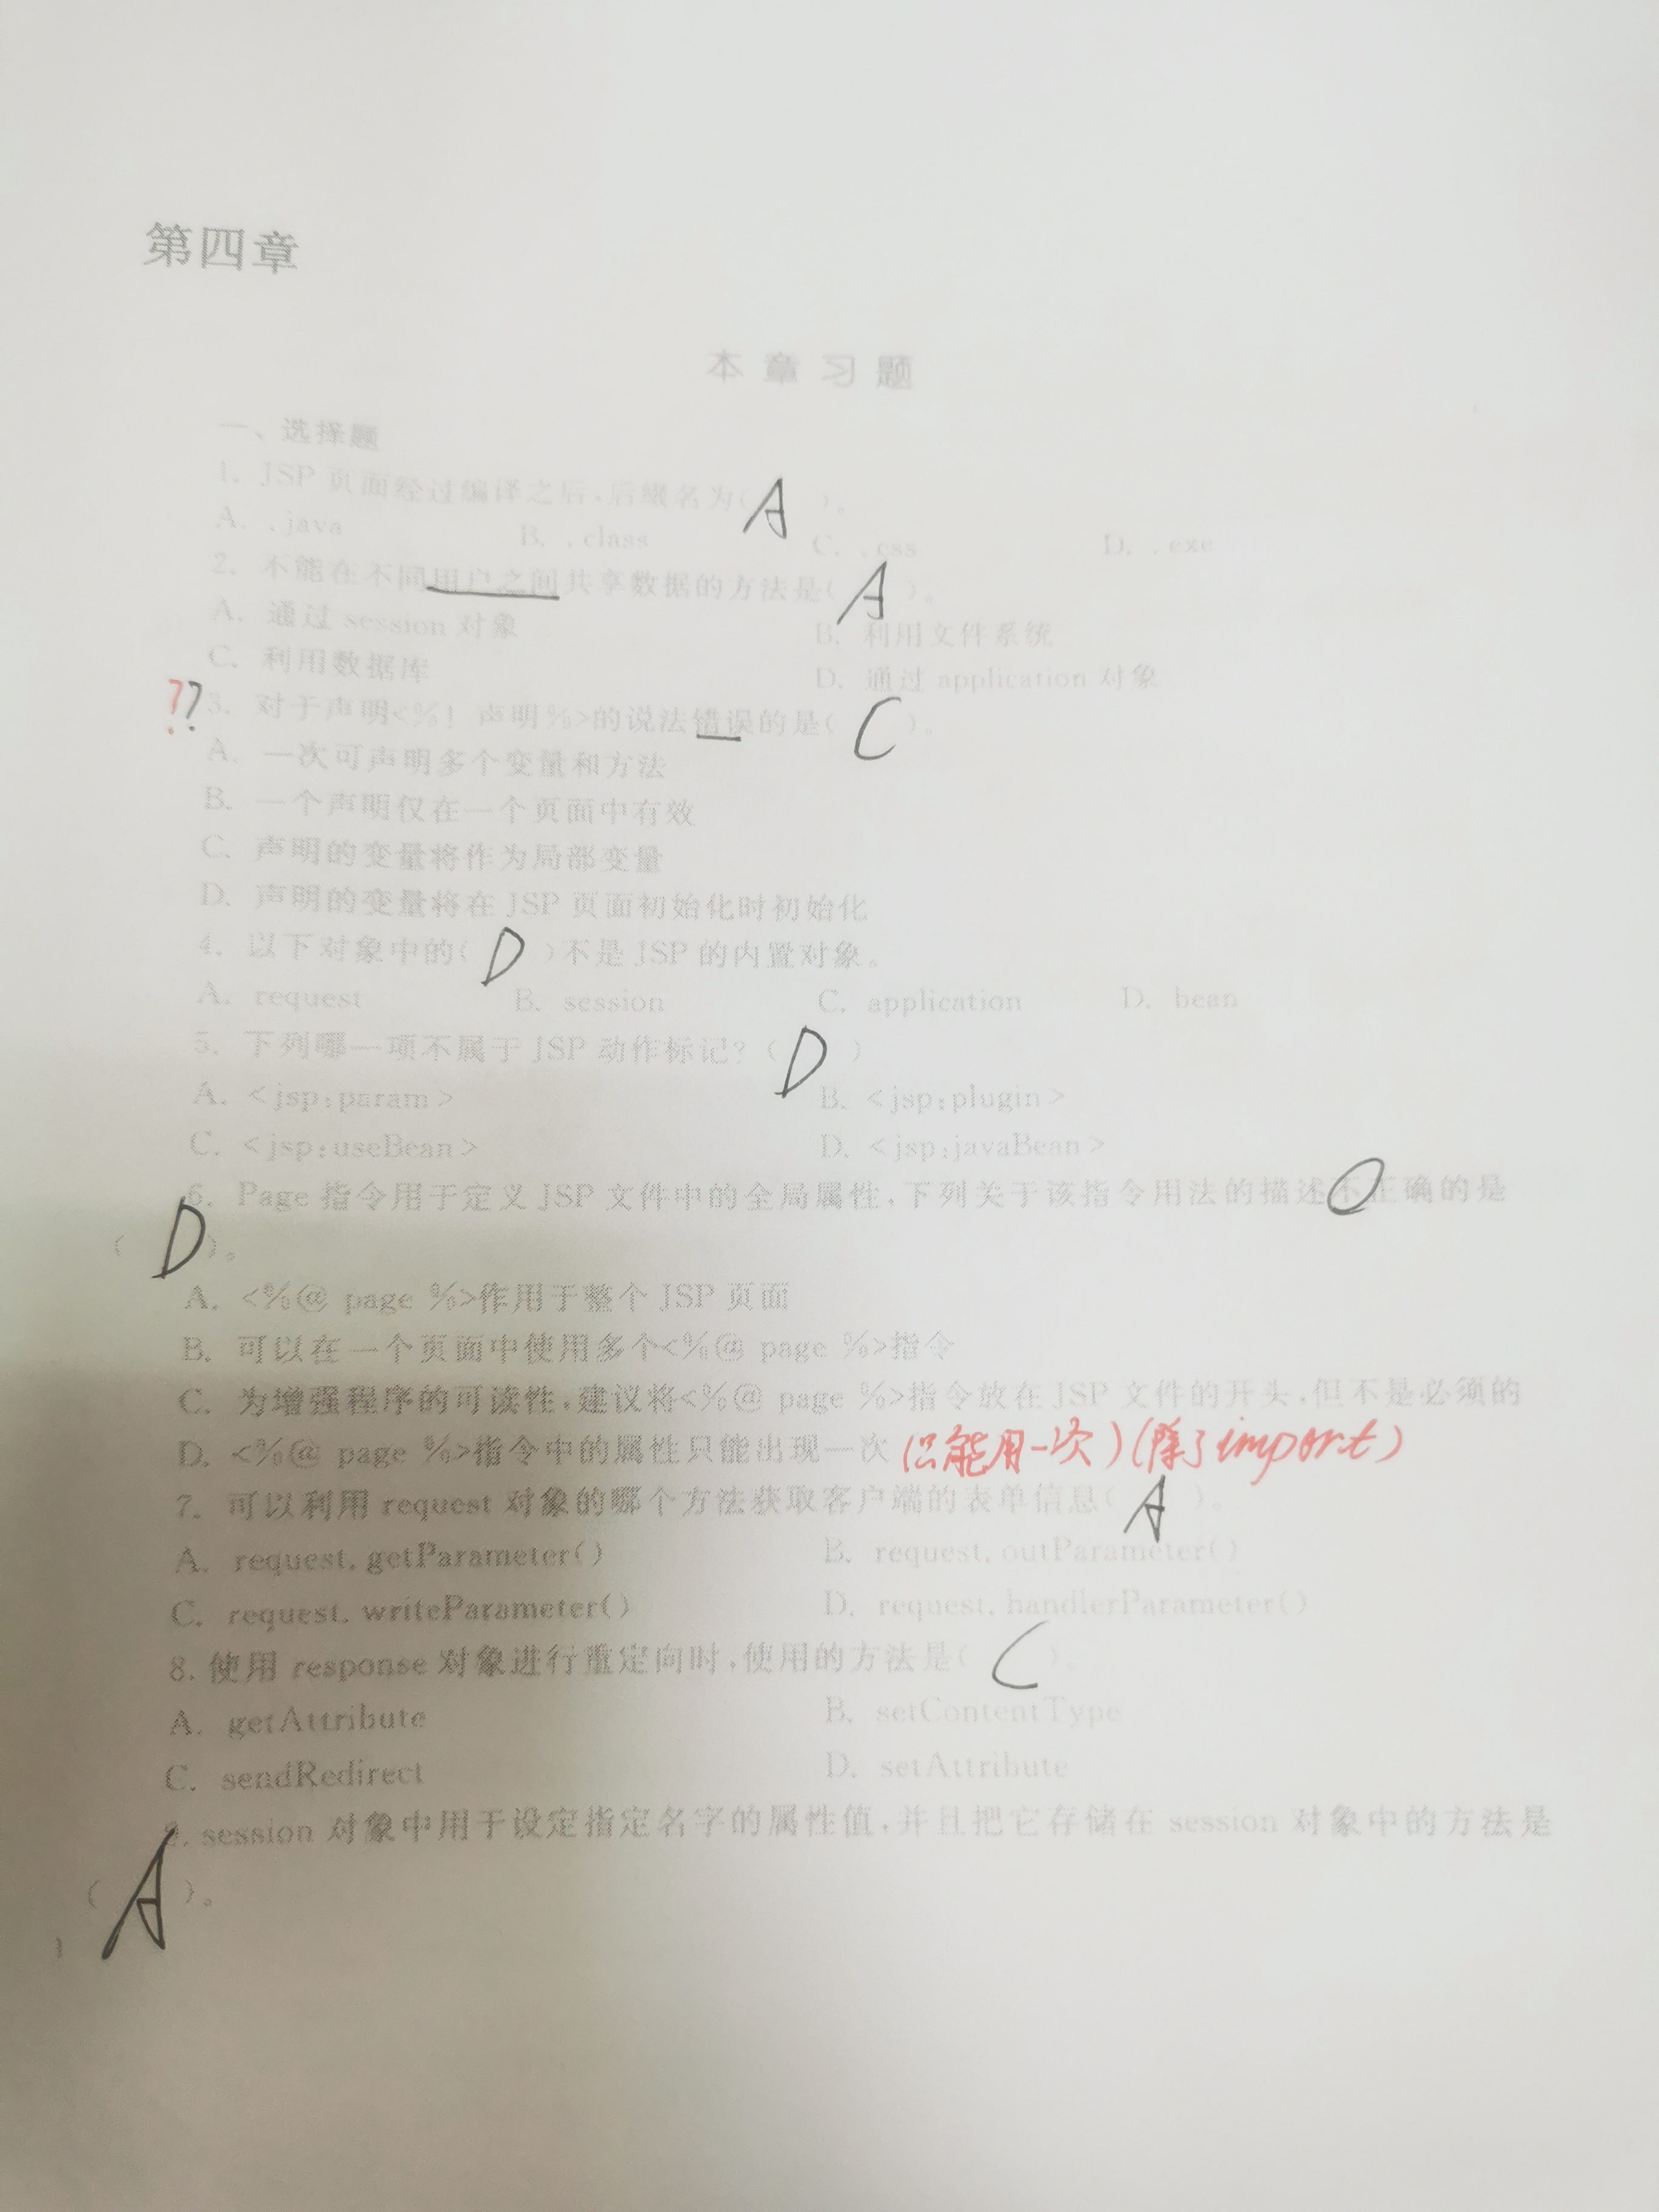 第四章
本章习题
一、选择题
1. JSP 页面经过编译之后,后缀名为( A )。
A. .java B. .class C. .css D. .exe
2. 不能在不同用户之间共享数据的方法是( A )。
A. 通过 session 对象 B. 利用文件系统
C. 利用数据库 D. 通过 application 对象
?? 3. 对于声明<%! 声明%>的说法错误的是( C )。
A. 一次可声明多个变量和方法
B. 一个声明仅在一个页面中有效
C. 声明的变量将作为局部变量
D. 声明的变量将在 JSP 页面初始化时初始化
4. 以下对象中的( D )不是 JSP 的内置对象。
A. request B. session C. application D. bean
5. 下列哪一项不属于 JSP 动作标记?( D )
A. <jsp:param> B. <jsp:plugin>
C. <jsp:useBean> D. <jsp:javaBean>
6. Page 指令用于定义 JSP 文件中的全局属性,下列关于该指令用法的描述不正确的是
( D )。
A. <%@ page %>作用于整个 JSP 页面
B. 可以在一个页面中使用多个<%@ page %>指令
C. 为增强程序的可读性,建议将<%@ page %>指令放在 JSP 文件的开头,但不是必须的
D. <%@ page %>指令中的属性只能出现一次 (只能用一次)(除了import)
7. 可以利用 request 对象的哪个方法获取客户端的表单信息( A )。
A. request.getParameter() B. request.outParameter()
C. request.writeParameter() D. request.handlerParameter()
8. 使用 response 对象进行重定向时,使用的方法是( C )。
A. getAttribute B. setContentType
C. sendRedirect D. setAttribute
9. session 对象中用于设定指定名字的属性值,并且把它存储在 session 对象中的方法是
( A )。